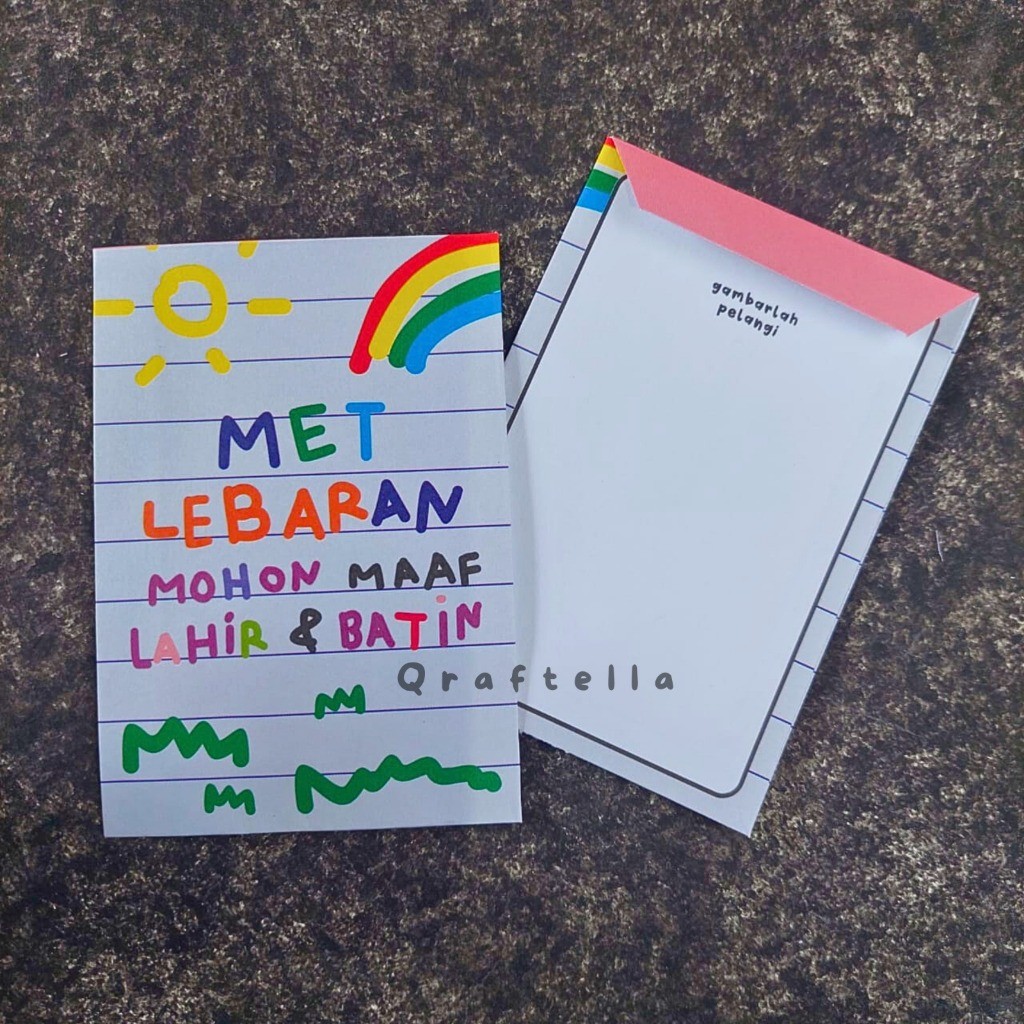 MET
LEBARAN
MOHON MAAF
LAHiR & BATiN
gambarlah
pelangi
Qraftella